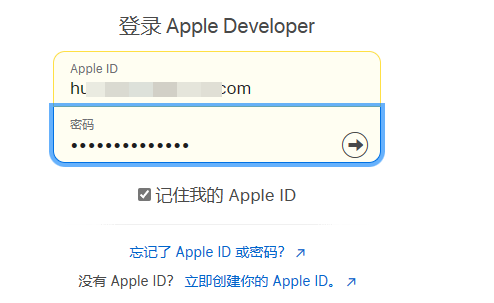 登录 Apple Developer
Apple ID
hu .com
密码
••••••••••••••
记住我的 Apple ID
忘记了 Apple ID 或密码？ ↗
没有 Apple ID？ 立即创建你的 Apple ID。 ↗